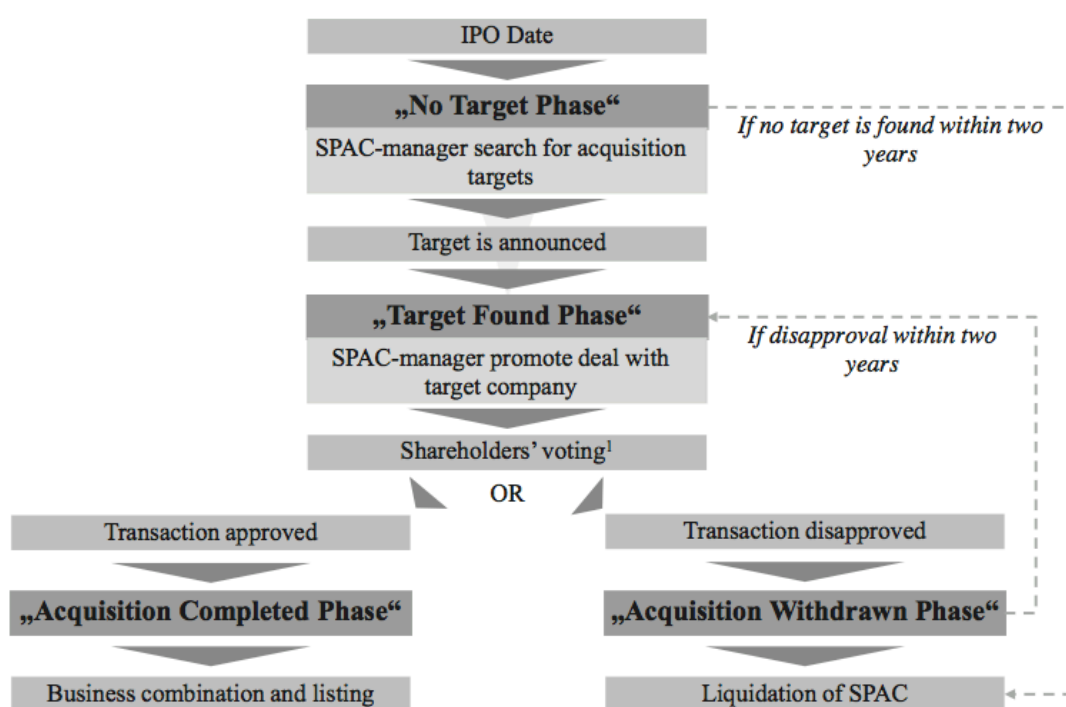 IPO Date
„No Target Phase“
SPAC-manager search for acquisition
targets
If no target is found within two
years
Target is announced
„Target Found Phase“
SPAC-manager promote deal with
target company
If disapproval within two
years
Shareholders’ voting¹
OR
Transaction approved
Transaction disapproved
„Acquisition Completed Phase“
„Acquisition Withdrawn Phase“
Business combination and listing
Liquidation of SPAC